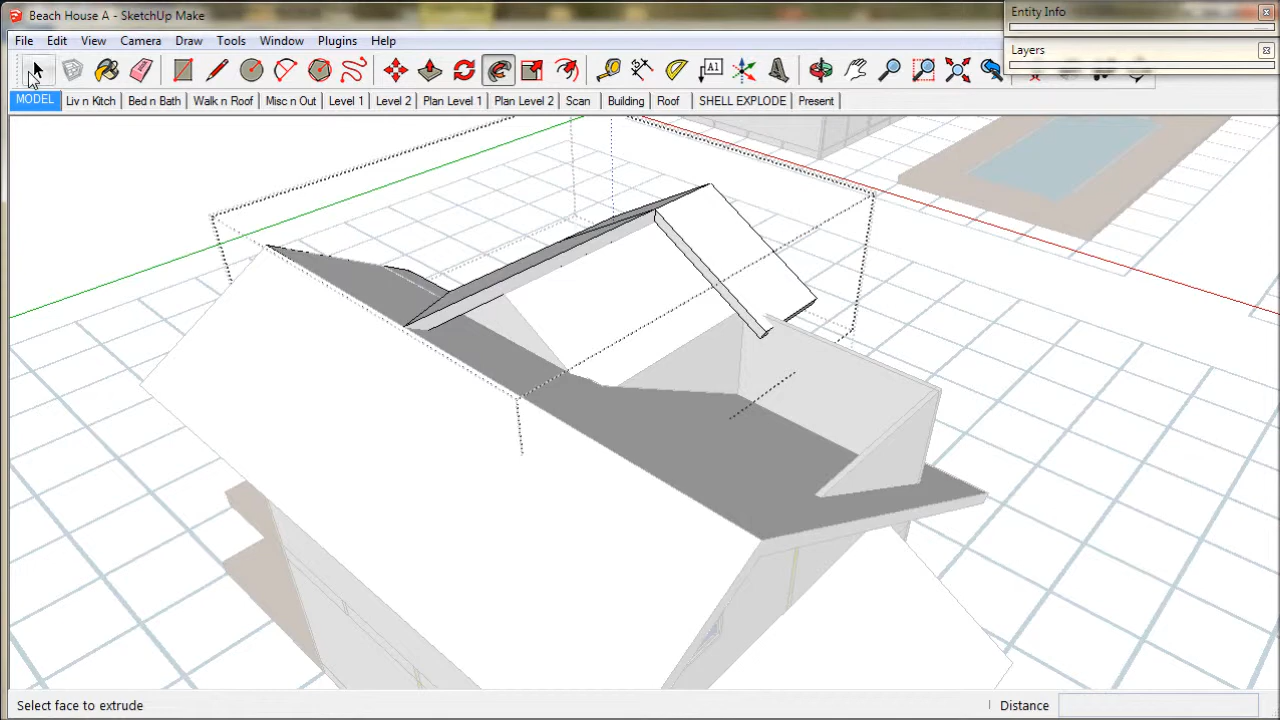 Beach House A - SketchUp Make
Entity Info
File Edit View Camera Draw Tools Window Plugins Help
Layers
A1
MODEL Liv n Kitch Bed n Bath Walk n Roof Misc n Out Level 1 Level 2 Plan Level 1 Plan Level 2 Scan Building Roof SHELL EXPLODE Present
Select face to extrude
Distance